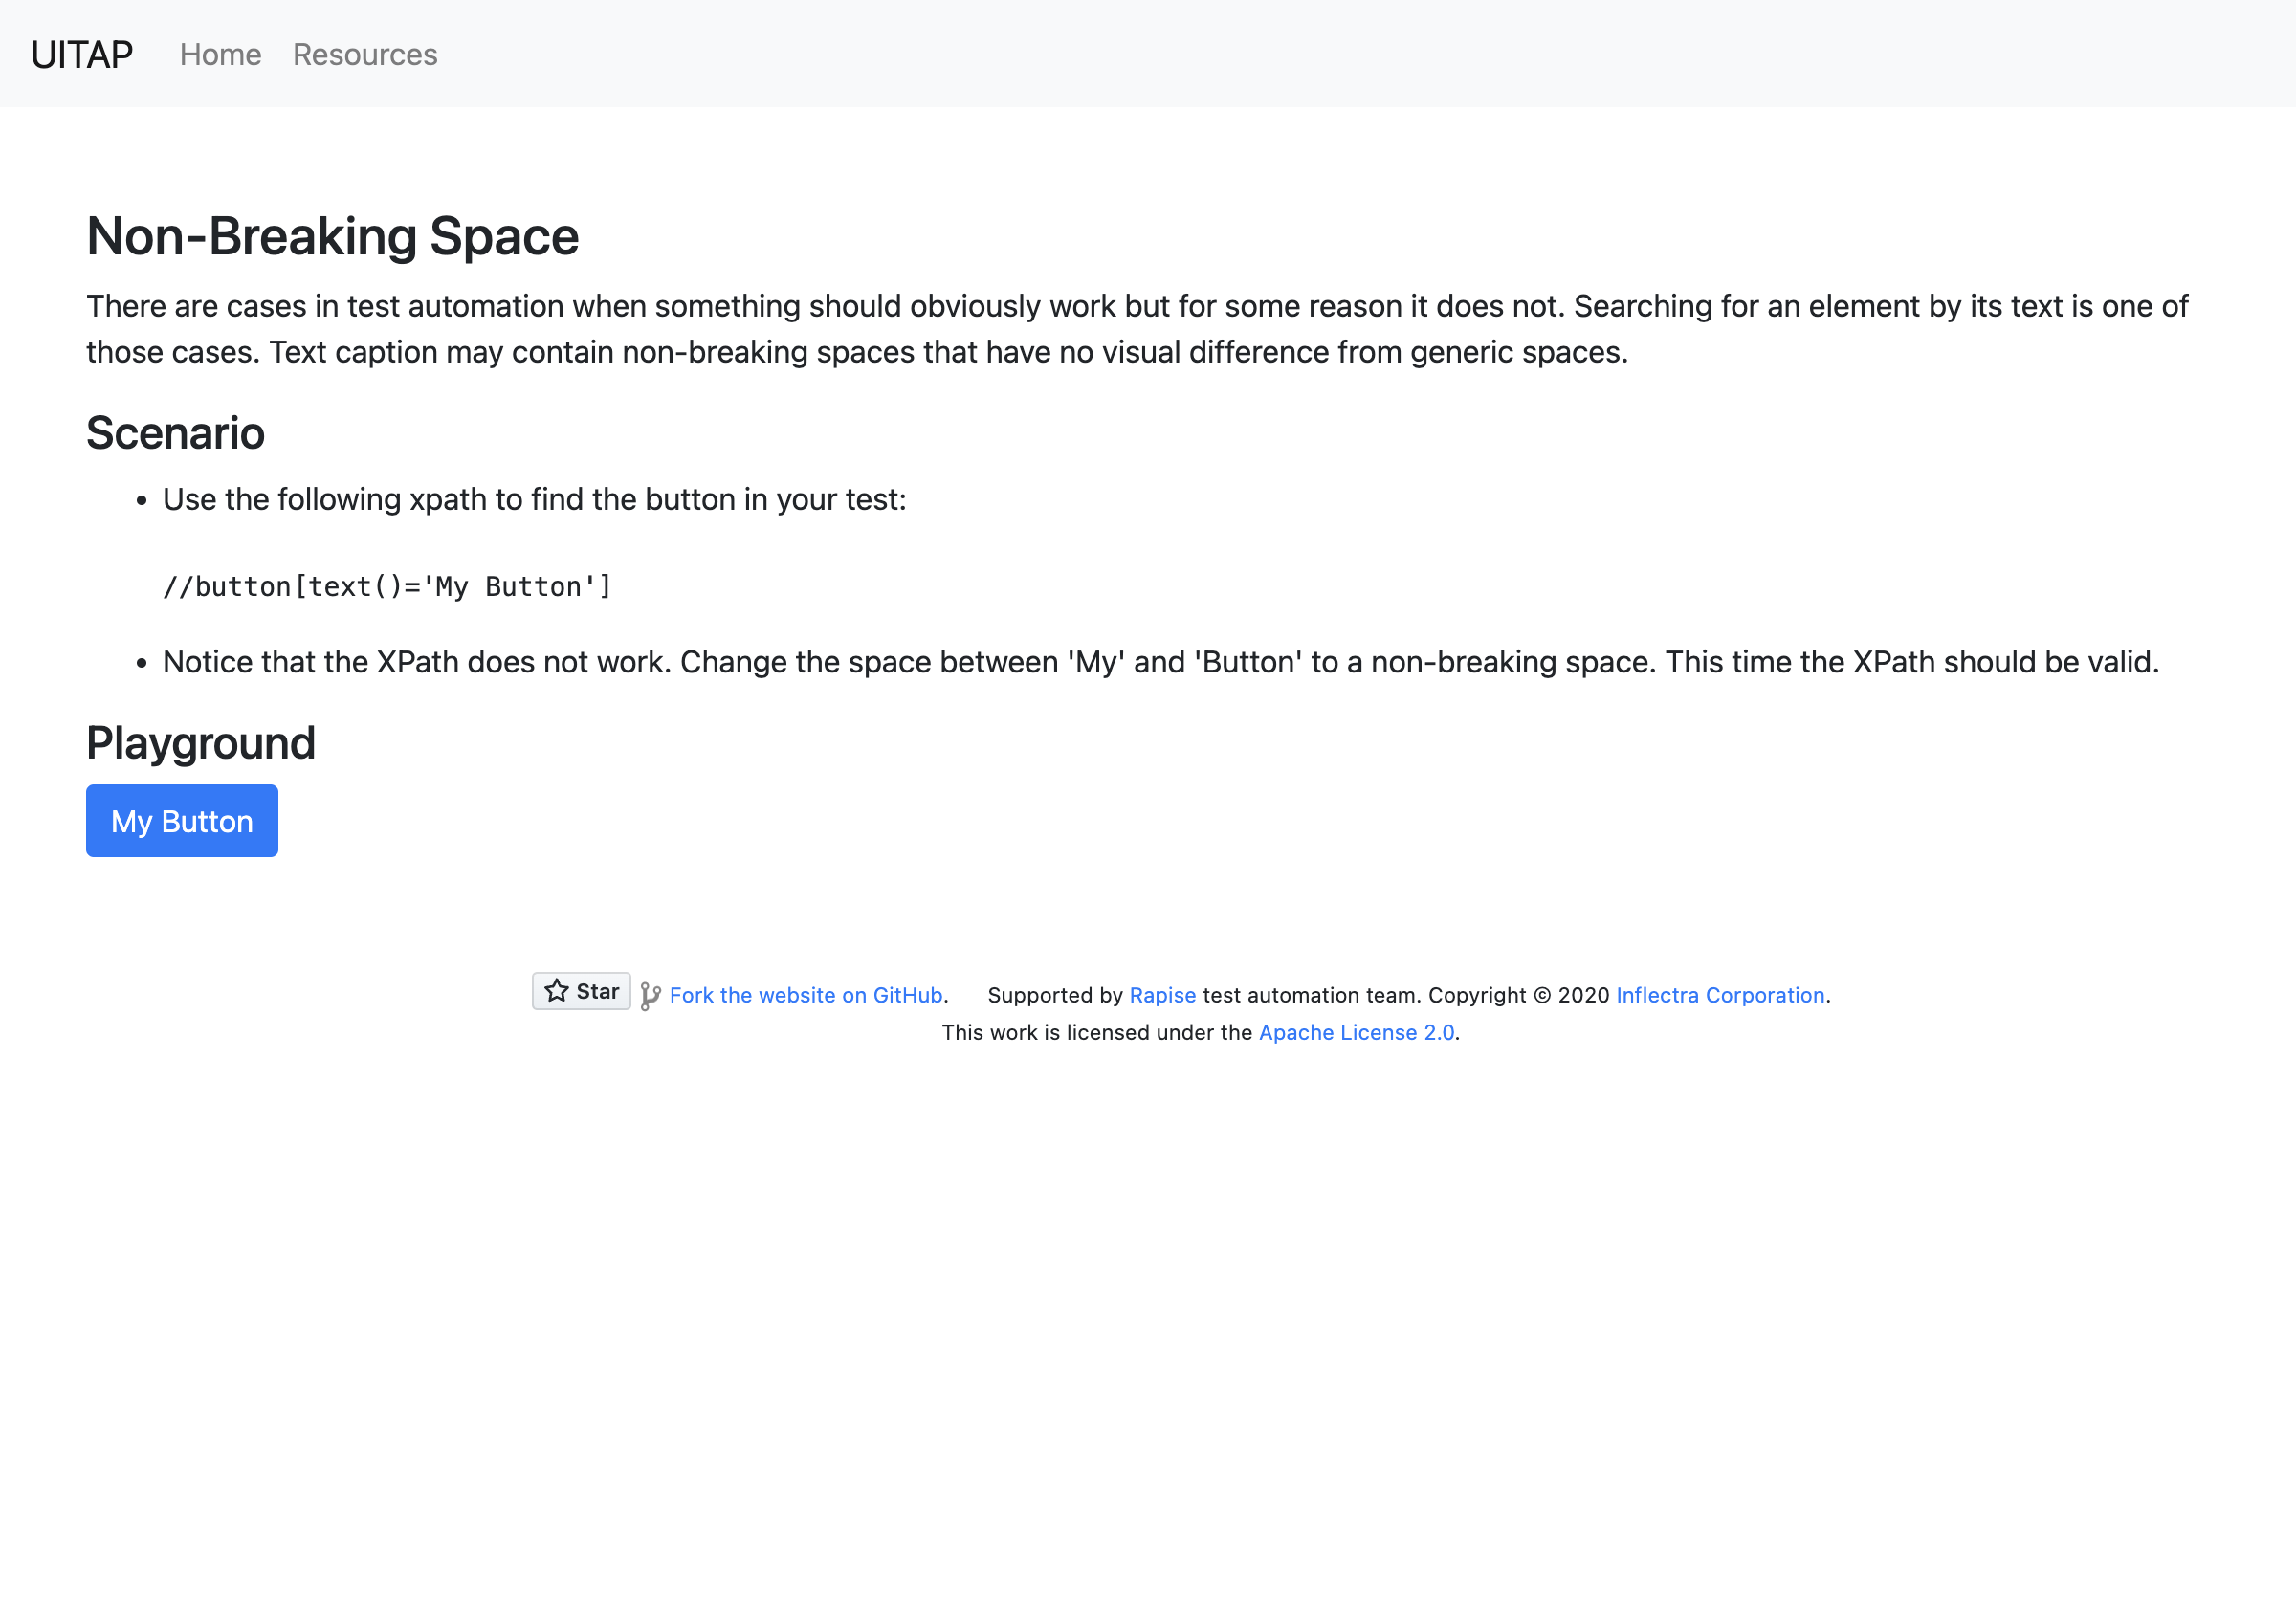 UITAP Home Resources
Non-Breaking Space
There are cases in test automation when something should obviously work but for some reason it does not. Searching for an element by its text is one of
those cases. Text caption may contain non-breaking spaces that have no visual difference from generic spaces.
Scenario
• Use the following xpath to find the button in your test:
//button[text()='My Button']
• Notice that the XPath does not work. Change the space between 'My' and 'Button' to a non-breaking space. This time the XPath should be valid.
Playground
My Button
Star Fork the website on GitHub. Supported by Rapise test automation team. Copyright © 2020 Inflectra Corporation.
This work is licensed under the Apache License 2.0.